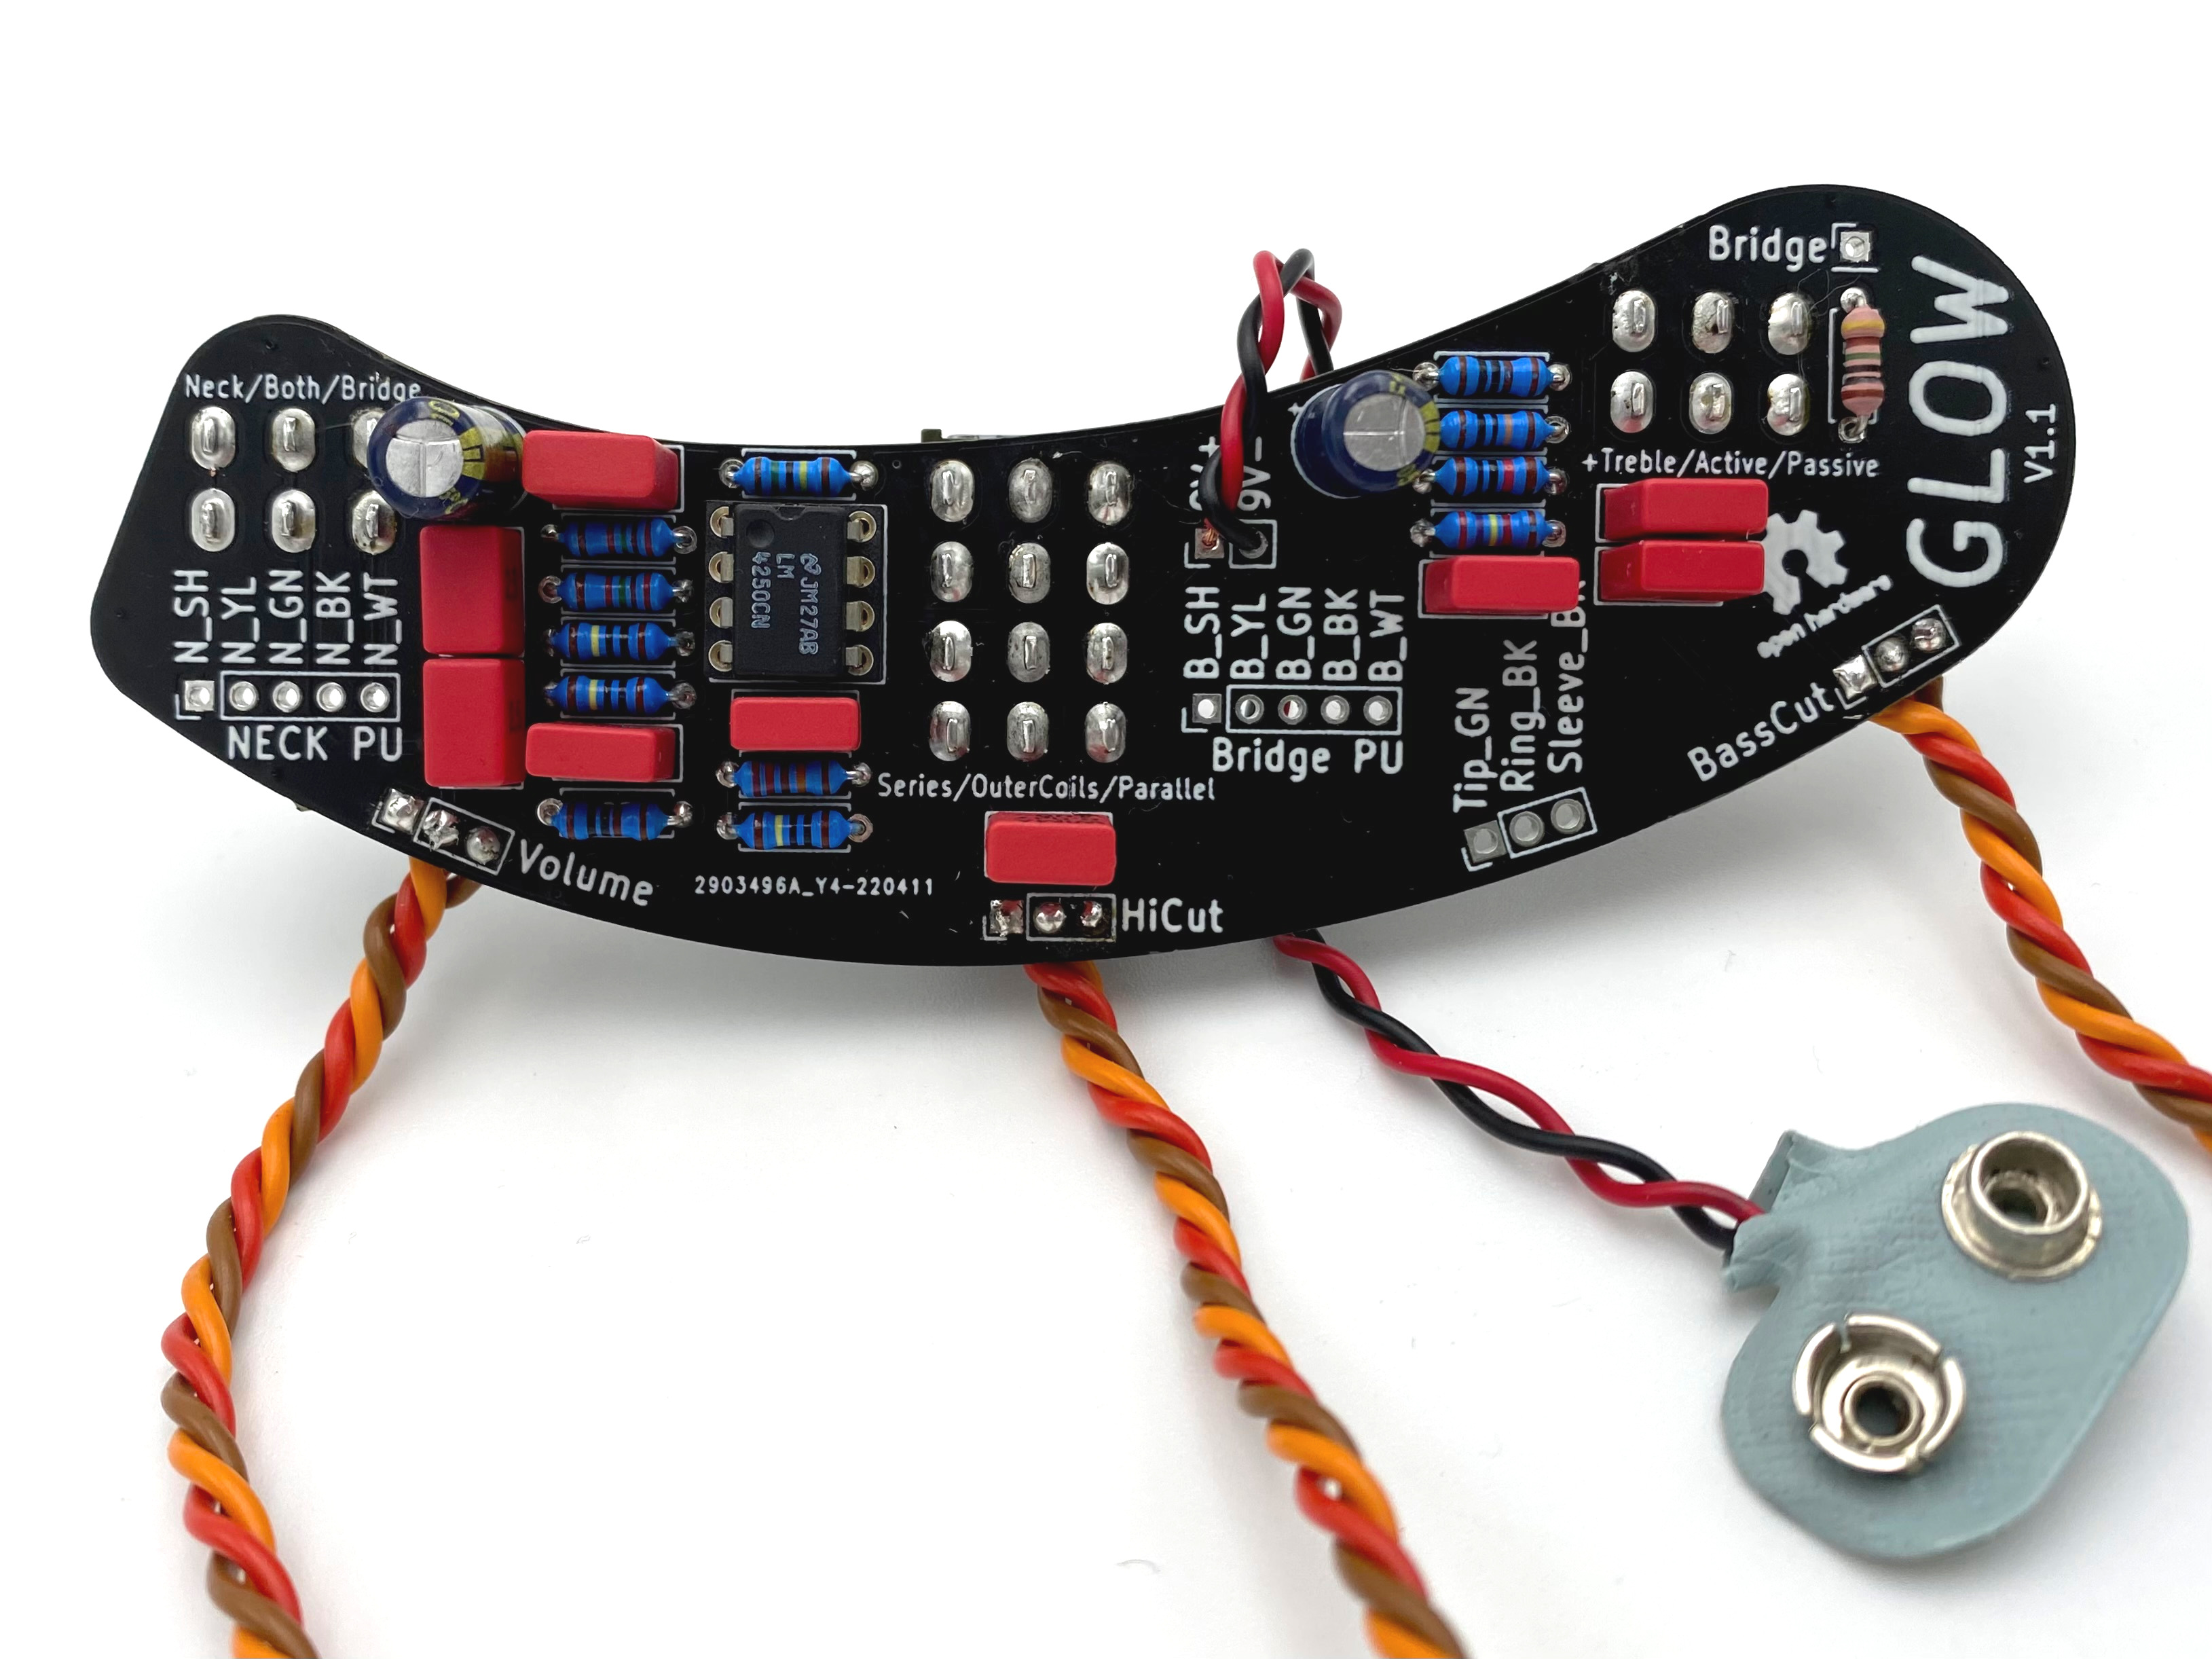 Neck/Both/Bridge
N_SH
N_YL
N_GN
N_BK
N_WT
NECK PU
Volume
LM
4250CN
JM27AB
2903496A_Y4-220411
Series/OuterCoils/Parallel
HiCut
9V-
B_SH
B_YL
B_GN
B_BK
B_WT
Bridge PU
Tip_GN
Ring_BK
Bridge
+Treble/Active/Passive
GLOW
V1.1
open hardware
BassCut